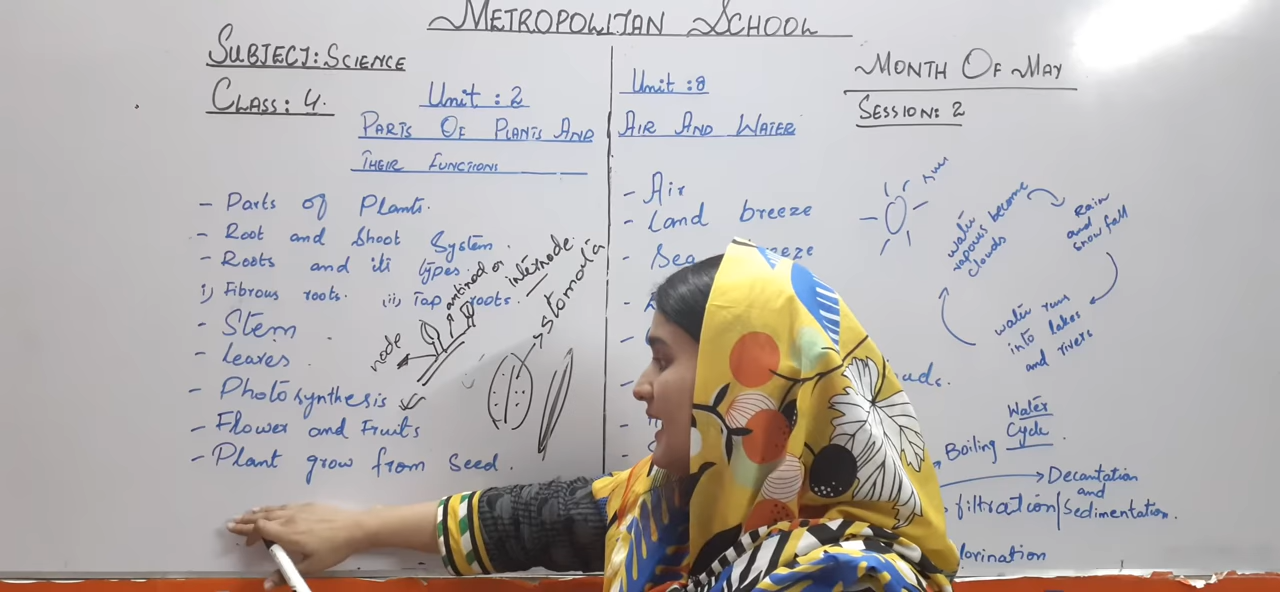 METROPOLITAN SCHOOL
SUBJECT: SCIENCE
CLASS: 4.
Unit : 2
PARTS OF PLANTS AND
THEIR FUNCTIONS
- Parts of Plants.
- Root and Shoot System.
- Roots and its types
i) Fibrous roots. (ii) Tap roots.
- Stem
- Leaves
- Photosynthesis
- Flower and Fruits
- Plant grow from seed.
node
antinod or
internode
stomata
Unit : 8
AIR AND WATER
- Air
- Land breeze
- Sea breeze
MONTH OF MAY
SESSION: 2
sun
water
vapours become
clouds
Rain
and
snow fall
water runs
into lakes
and rivers
Water
Cycle
Boiling
Decantation
and
filtration/Sedimentation.